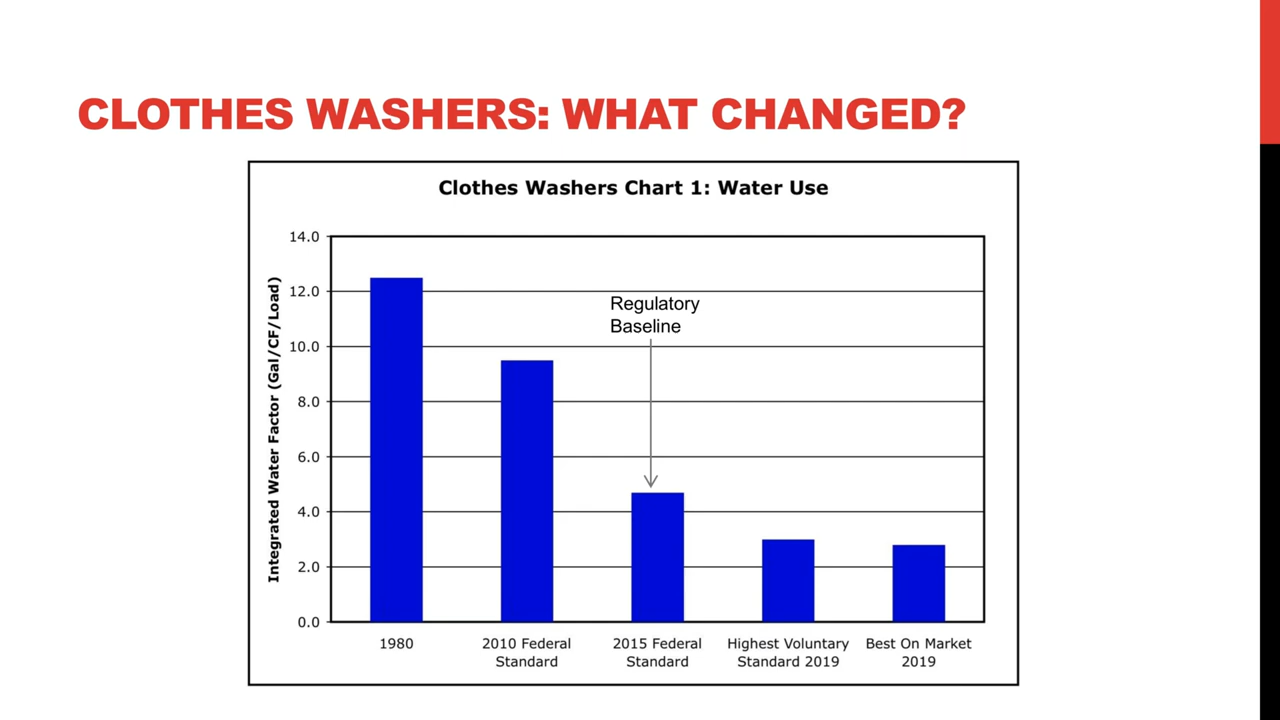 CLOTHES WASHERS: WHAT CHANGED?
Clothes Washers Chart 1: Water Use
Integrated Water Factor (Gal/CF/Load)
14.0
12.0
10.0
8.0
6.0
4.0
2.0
0.0
Regulatory
Baseline
1980
2010 Federal
Standard
2015 Federal
Standard
Highest Voluntary
Standard 2019
Best On Market
2019